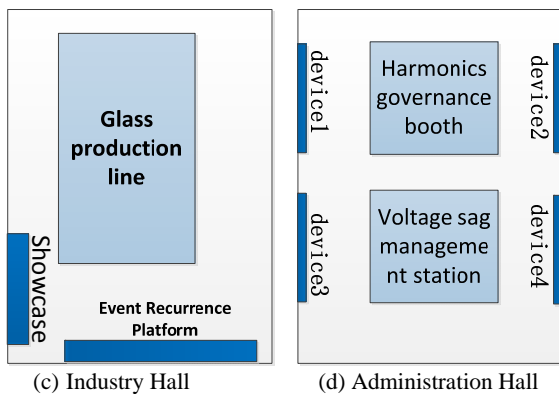 Glass
production
line
Showcase
Event Recurrence
Platform
(c) Industry Hall
device1
Harmonics
governance
booth
device2
device3
Voltage sag
manageme
nt station
device4
(d) Administration Hall